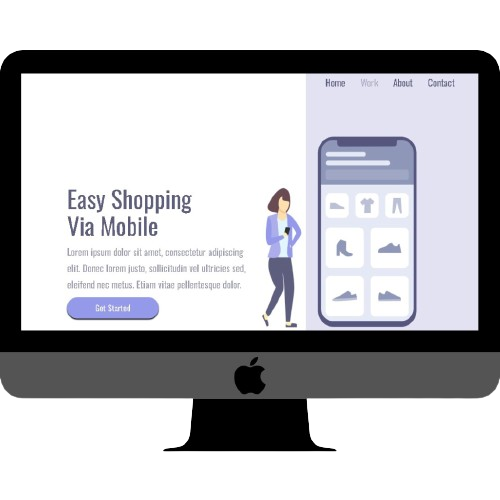 Home Work About Contact
Easy Shopping
Via Mobile
Lorem ipsum dolor sit amet, consectetur adipiscing
elit. Donec lorem justo, sollicitudin vel ultricies sed,
eleifend nec metus. Etiam vitae pellentesque dolor.
Get Started